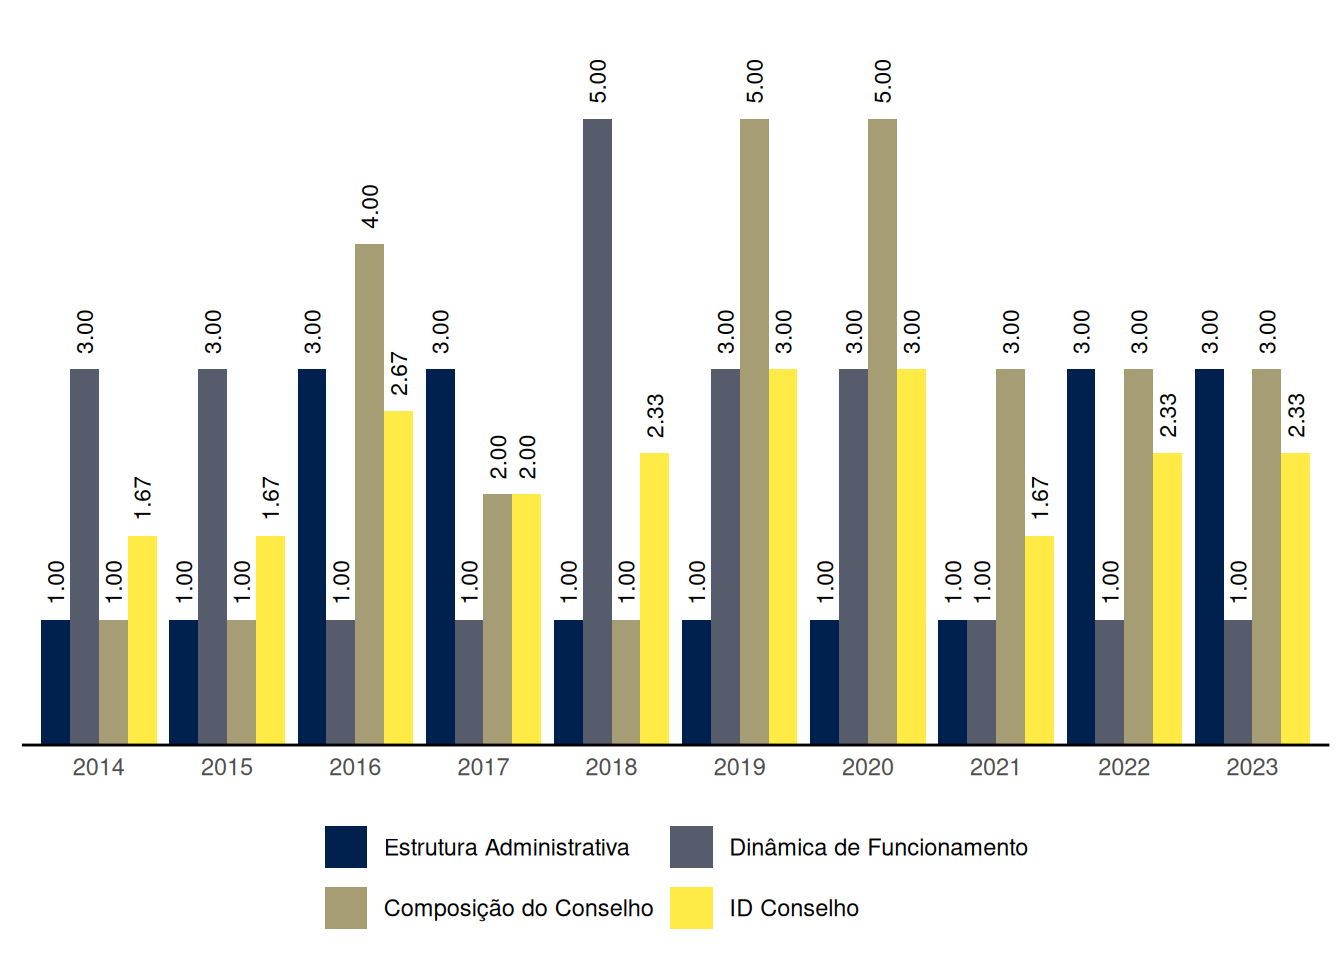 5.00 5.00 5.00
4.00
3.00 3.00 3.00 3.00 3.00 3.00 3.00 3.00 3.00 3.00 3.00 3.00 3.00
2.67
2.33 2.33 2.33
2.00 2.00
1.67 1.67 1.67
1.00 1.00 1.00 1.00 1.00 1.00 1.00 1.00 1.00 1.00 1.00 1.00 1.00 1.00
2014 2015 2016 2017 2018 2019 2020 2021 2022 2023
Estrutura Administrativa Dinâmica de Funcionamento
Composição do Conselho ID Conselho